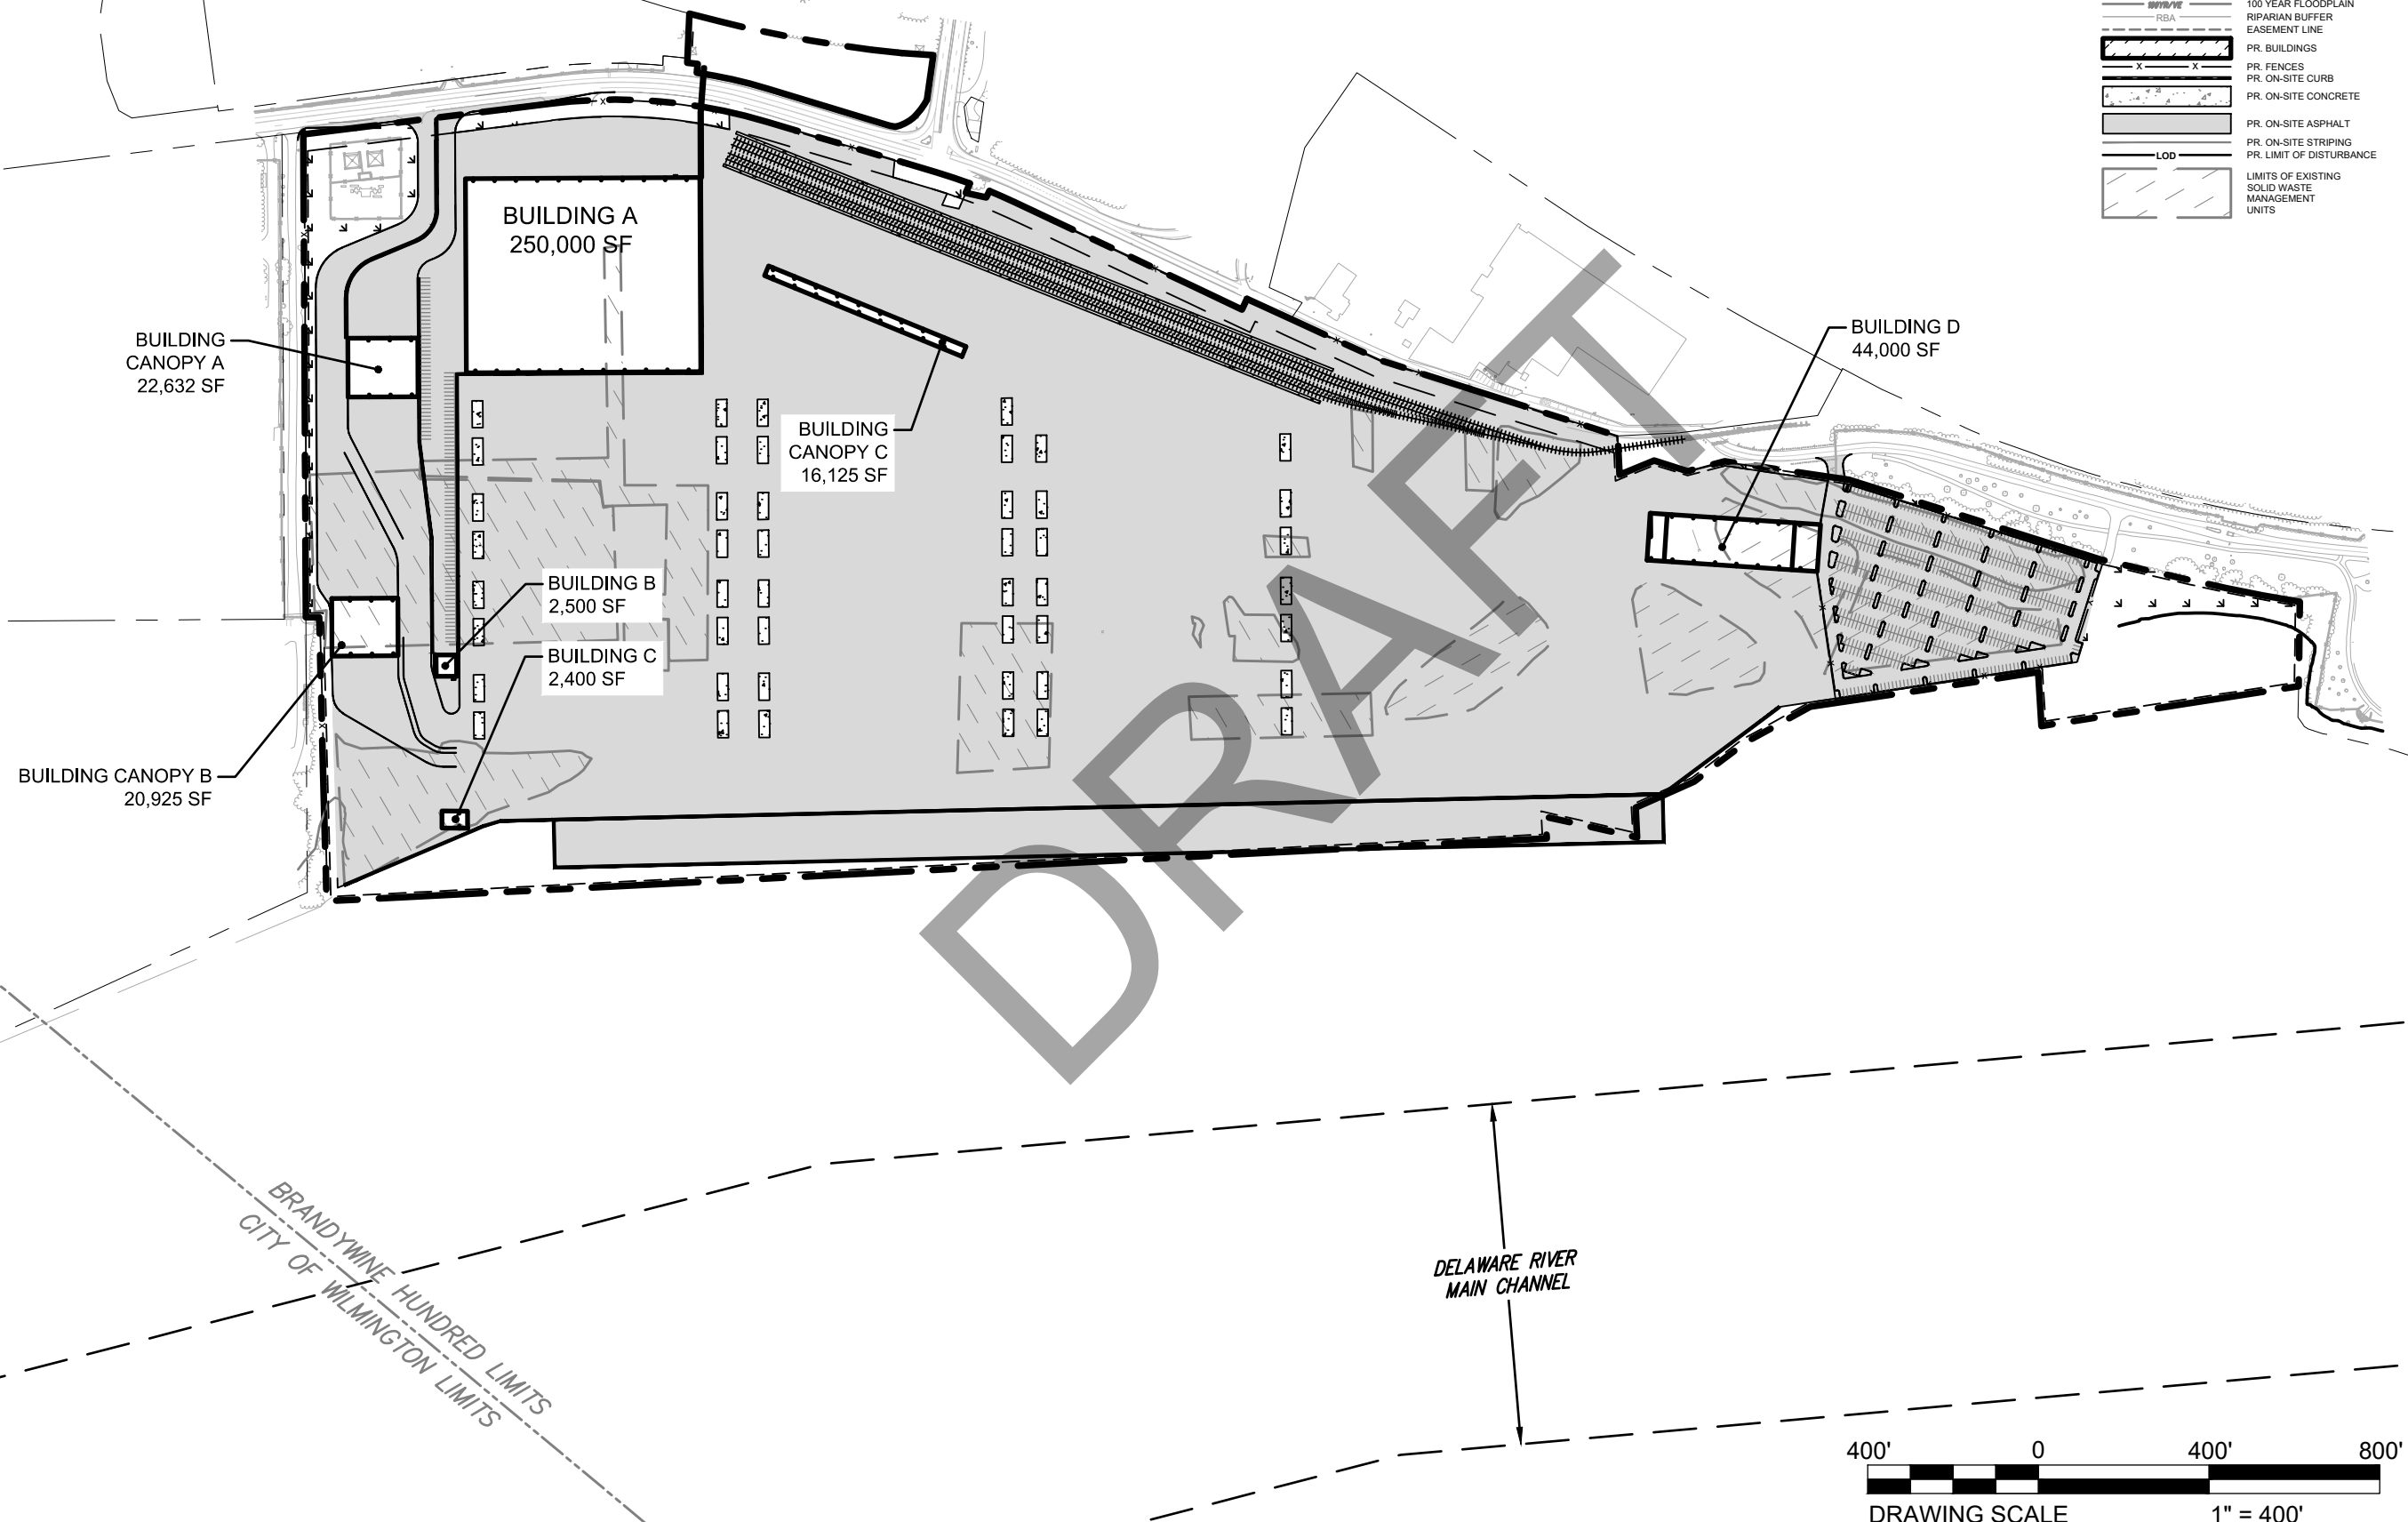 100YR/VE
100 YEAR FLOODPLAIN
RBA
RIPARIAN BUFFER
EASEMENT LINE
PR. BUILDINGS
X X
PR. FENCES
PR. ON-SITE CURB
PR. ON-SITE CONCRETE
PR. ON-SITE ASPHALT
PR. ON-SITE STRIPING
LOD
PR. LIMIT OF DISTURBANCE
LIMITS OF EXISTING
SOLID WASTE
MANAGEMENT
UNITS
BUILDING A
250,000 SF
BUILDING
CANOPY A
22,632 SF
BUILDING D
44,000 SF
BUILDING
CANOPY C
16,125 SF
BUILDING B
2,500 SF
BUILDING C
2,400 SF
BUILDING CANOPY B
20,925 SF
DRAFT
BRANDYWINE HUNDRED LIMITS
CITY OF WILMINGTON LIMITS
DELAWARE RIVER
MAIN CHANNEL
400' 0 400' 800'
DRAWING SCALE 1" = 400'